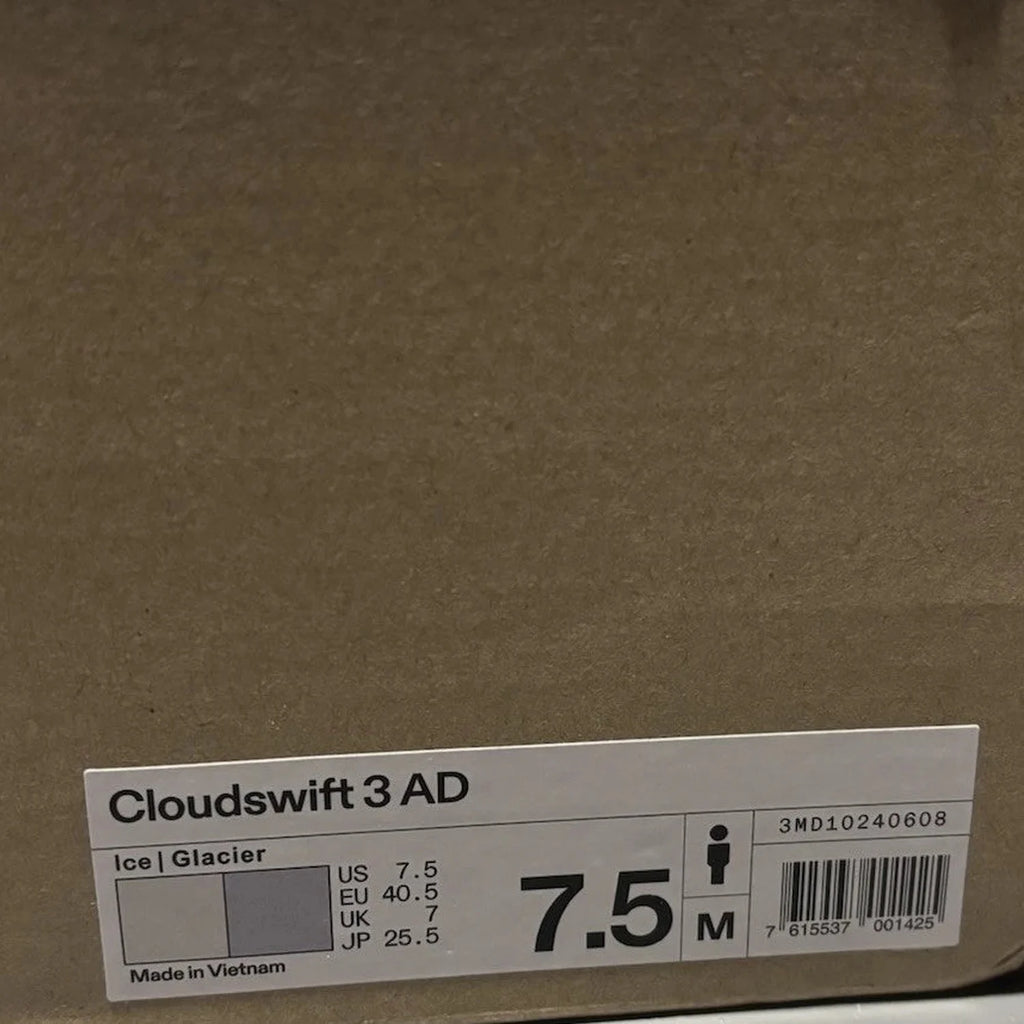 Cloudswift 3 AD
Ice | Glacier
US 7.5
EU 40.5
UK 7
JP 25.5
Made in Vietnam
7.5
M
3MD10240608
7 615537 001425